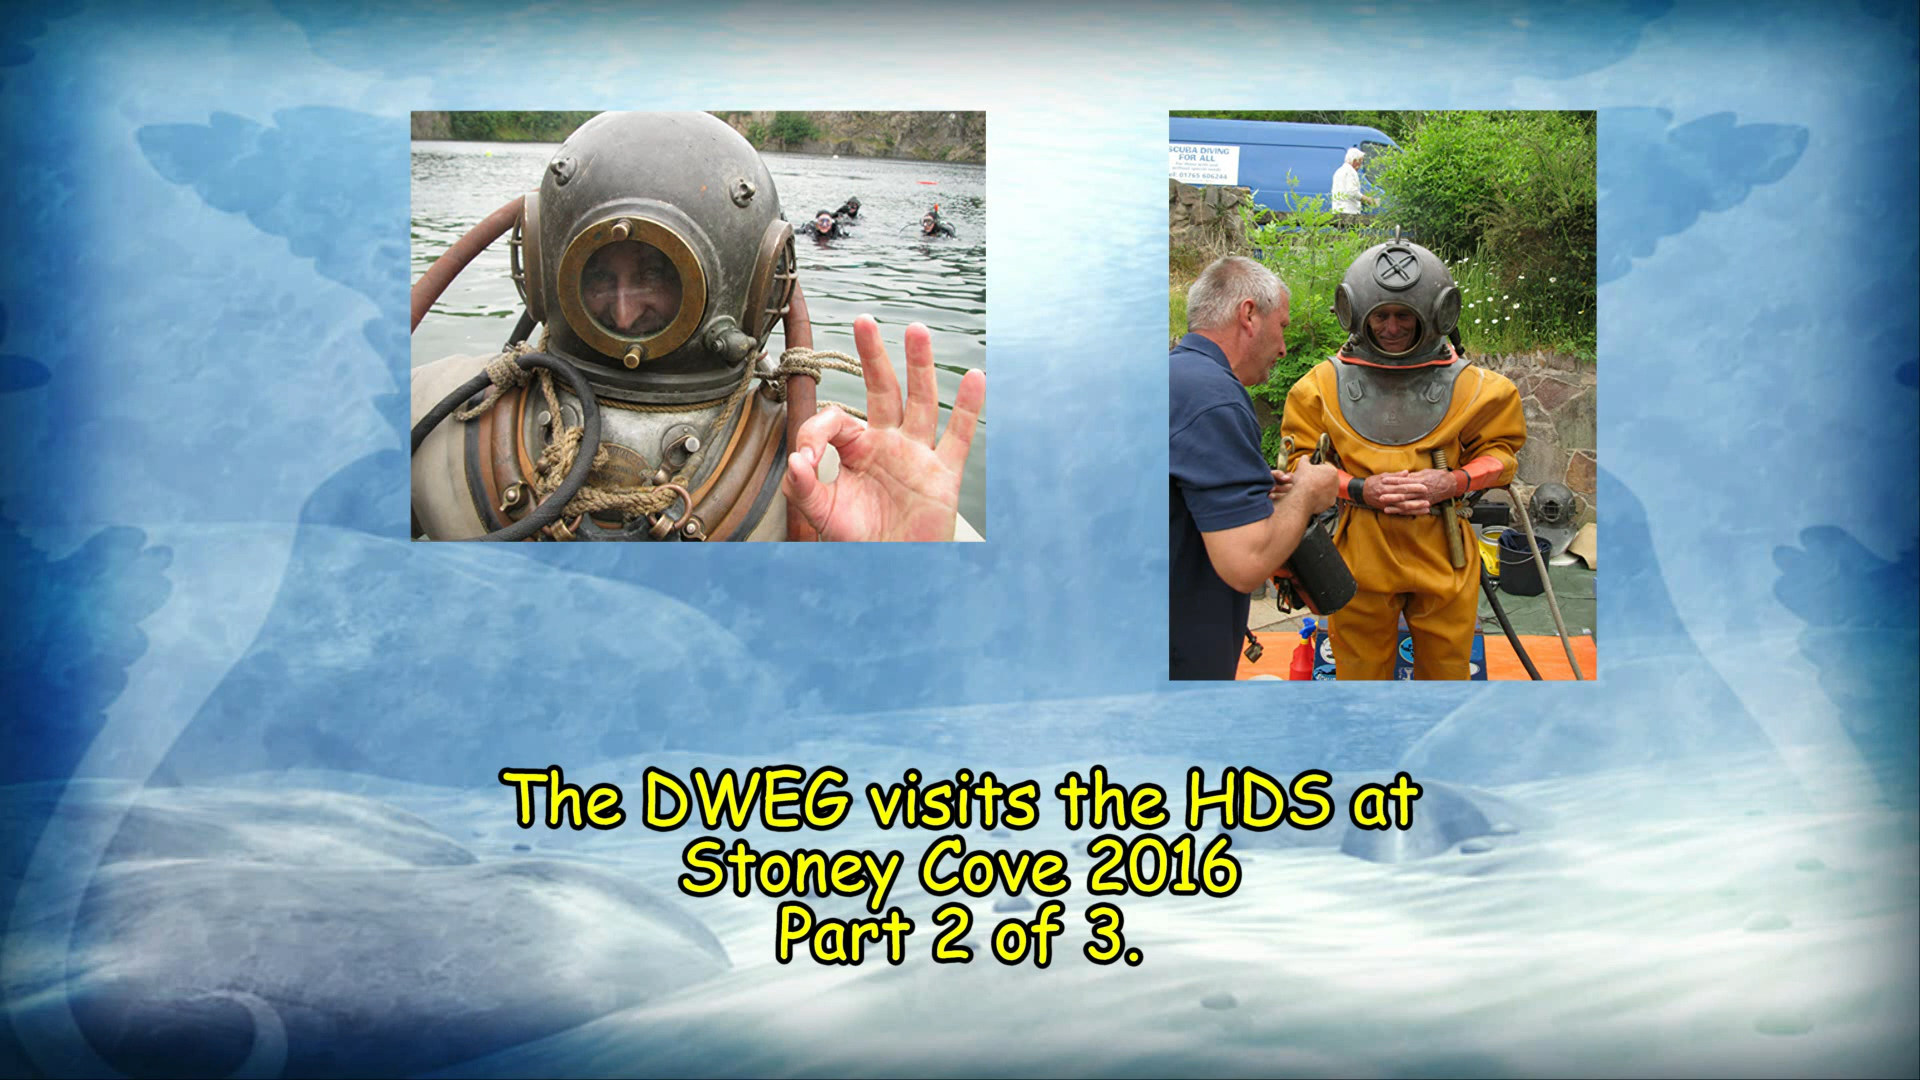 SCUBA DIVING
FOR ALL
The DWEG visits the HDS at
Stoney Cove 2016
Part 2 of 3.